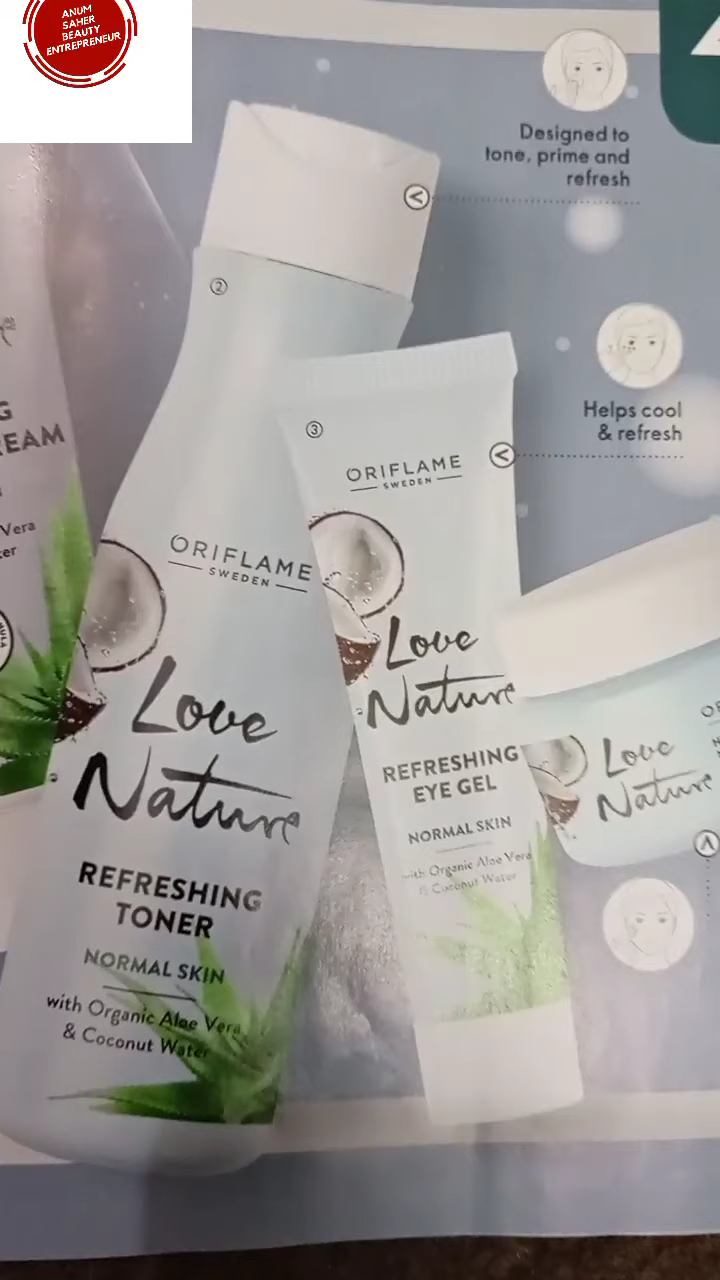 ANUM
SAHER
BEAUTY
ENTREPRENEUR
Designed to
tone, prime and
refresh
2
Helps cool
& refresh
3
ORIFLAME
SWEDEN
Love
Nature
REFRESHING
EYE GEL
NORMAL SKIN
with Organic Aloe Vera
& Coconut Water
ORIFLAME
SWEDEN
Love
Nature
REFRESHING
TONER
NORMAL SKIN
with Organic Aloe Vera
& Coconut Water
Love
Nature
Vera